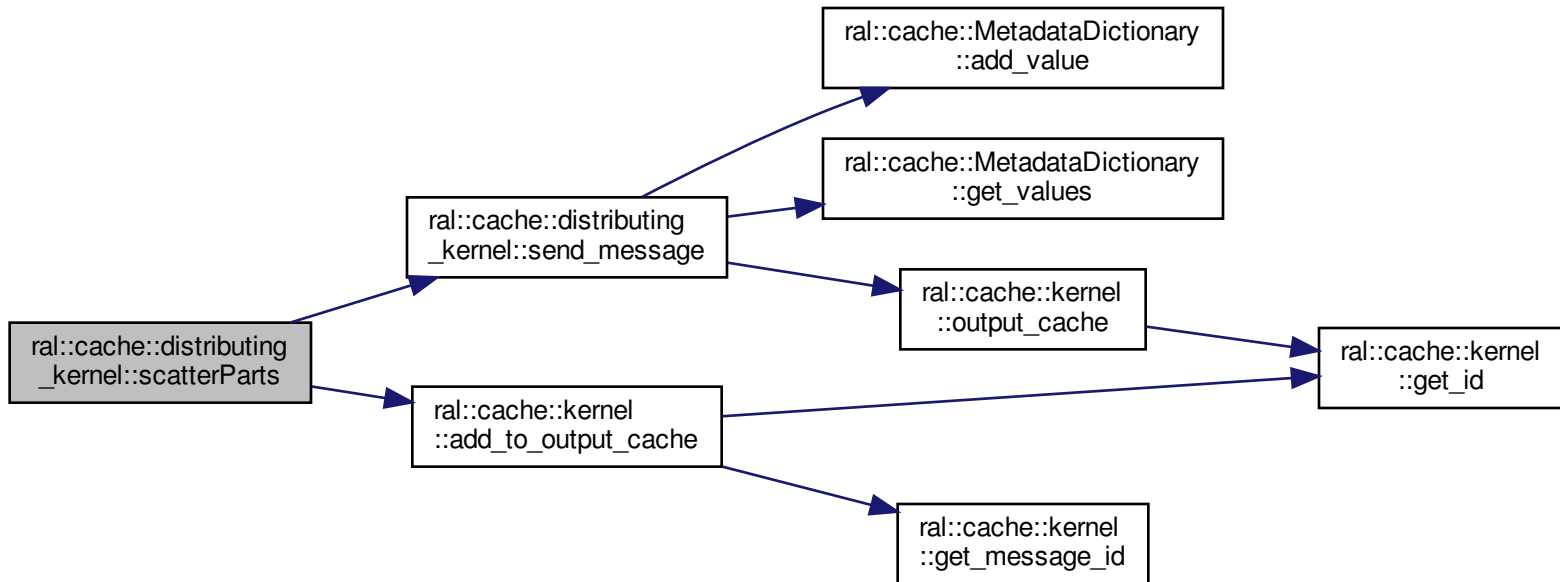 ral::cache::MetadataDictionary
::add_value
ral::cache::MetadataDictionary
::get_values
ral::cache::distributing
_kernel::send_message
ral::cache::kernel
::output_cache
ral::cache::distributing
_kernel::scatterParts
ral::cache::kernel
::get_id
ral::cache::kernel
::add_to_output_cache
ral::cache::kernel
::get_message_id